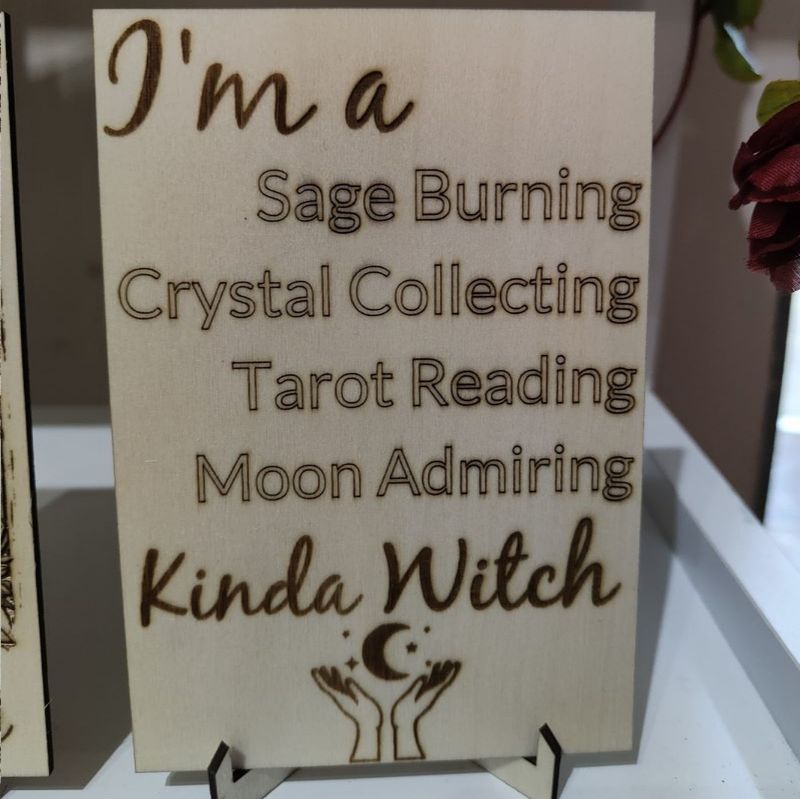 I'm a
Sage Burning
Crystal Collecting
Tarot Reading
Moon Admiring
Kinda Witch